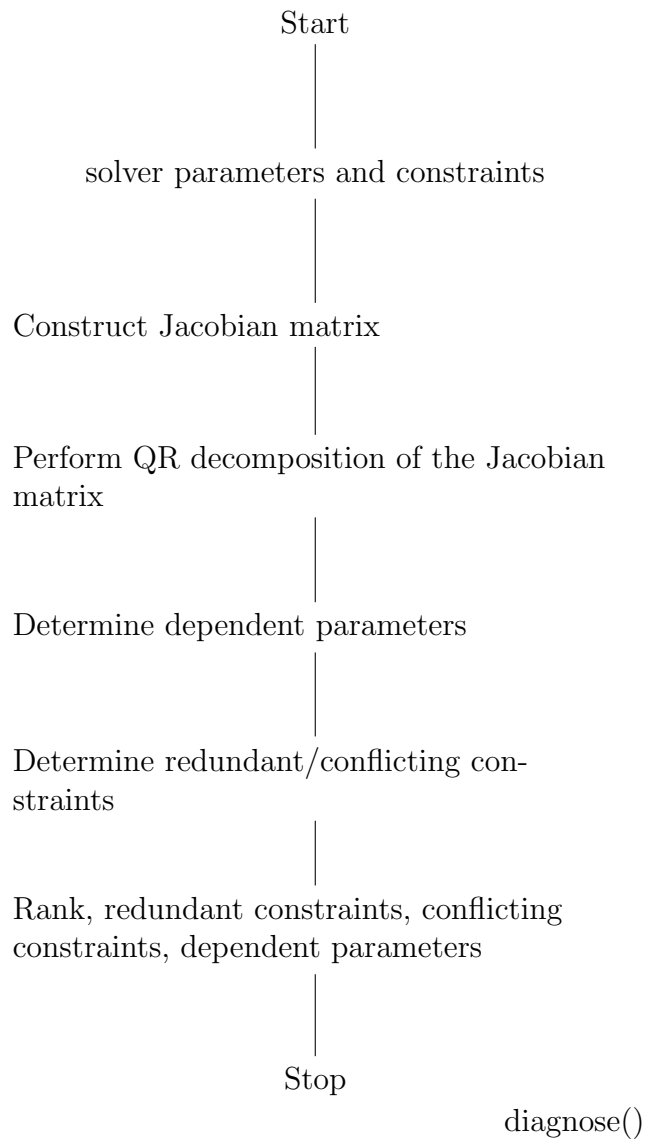 Start
solver parameters and constraints
Construct Jacobian matrix
Perform QR decomposition of the Jacobian
matrix
Determine dependent parameters
Determine redundant/conflicting con-
straints
Rank, redundant constraints, conflicting
constraints, dependent parameters
Stop
diagnose()